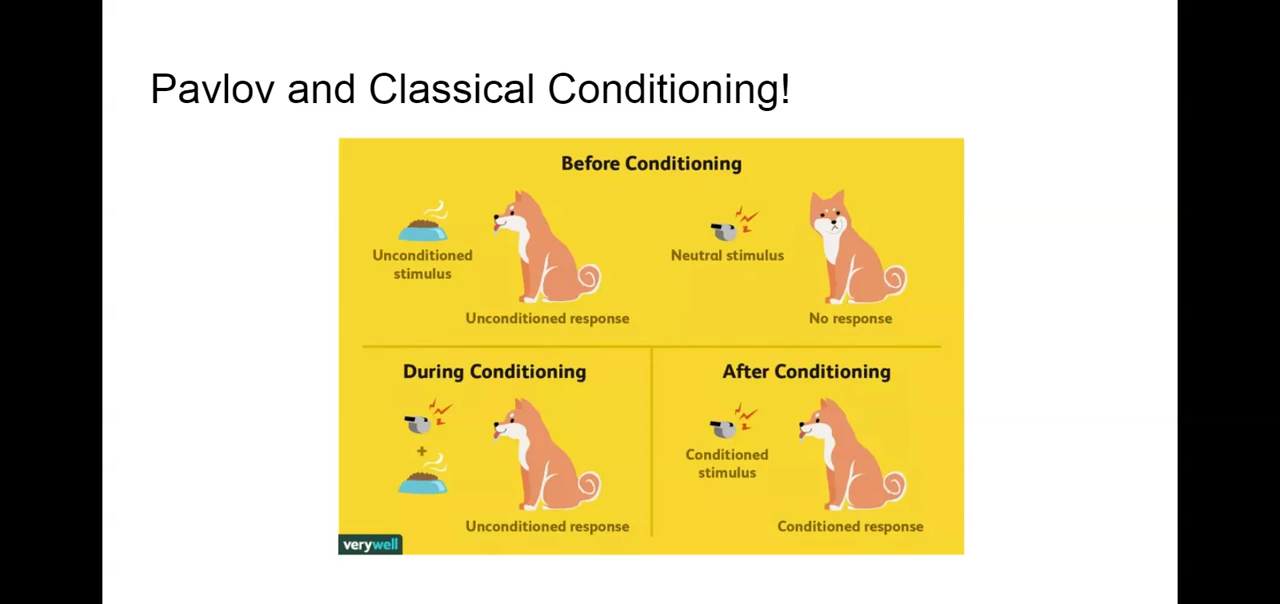 Pavlov and Classical Conditioning!
Before Conditioning
Unconditioned
stimulus
Unconditioned response
Neutral stimulus
No response
During Conditioning
+
Unconditioned response
After Conditioning
Conditioned
stimulus
Conditioned response
verywell